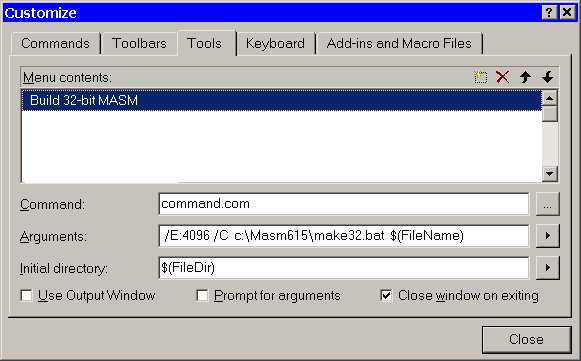 Customize
Commands Toolbars Tools Keyboard Add-ins and Macro Files
Menu contents:
Build 32-bit MASM
Command: command.com ...
Arguments: /E:4096 /C c:\Masm615\make32.bat $(FileName)
Initial directory: $(FileDir)
Use Output Window Prompt for arguments Close window on exiting
Close